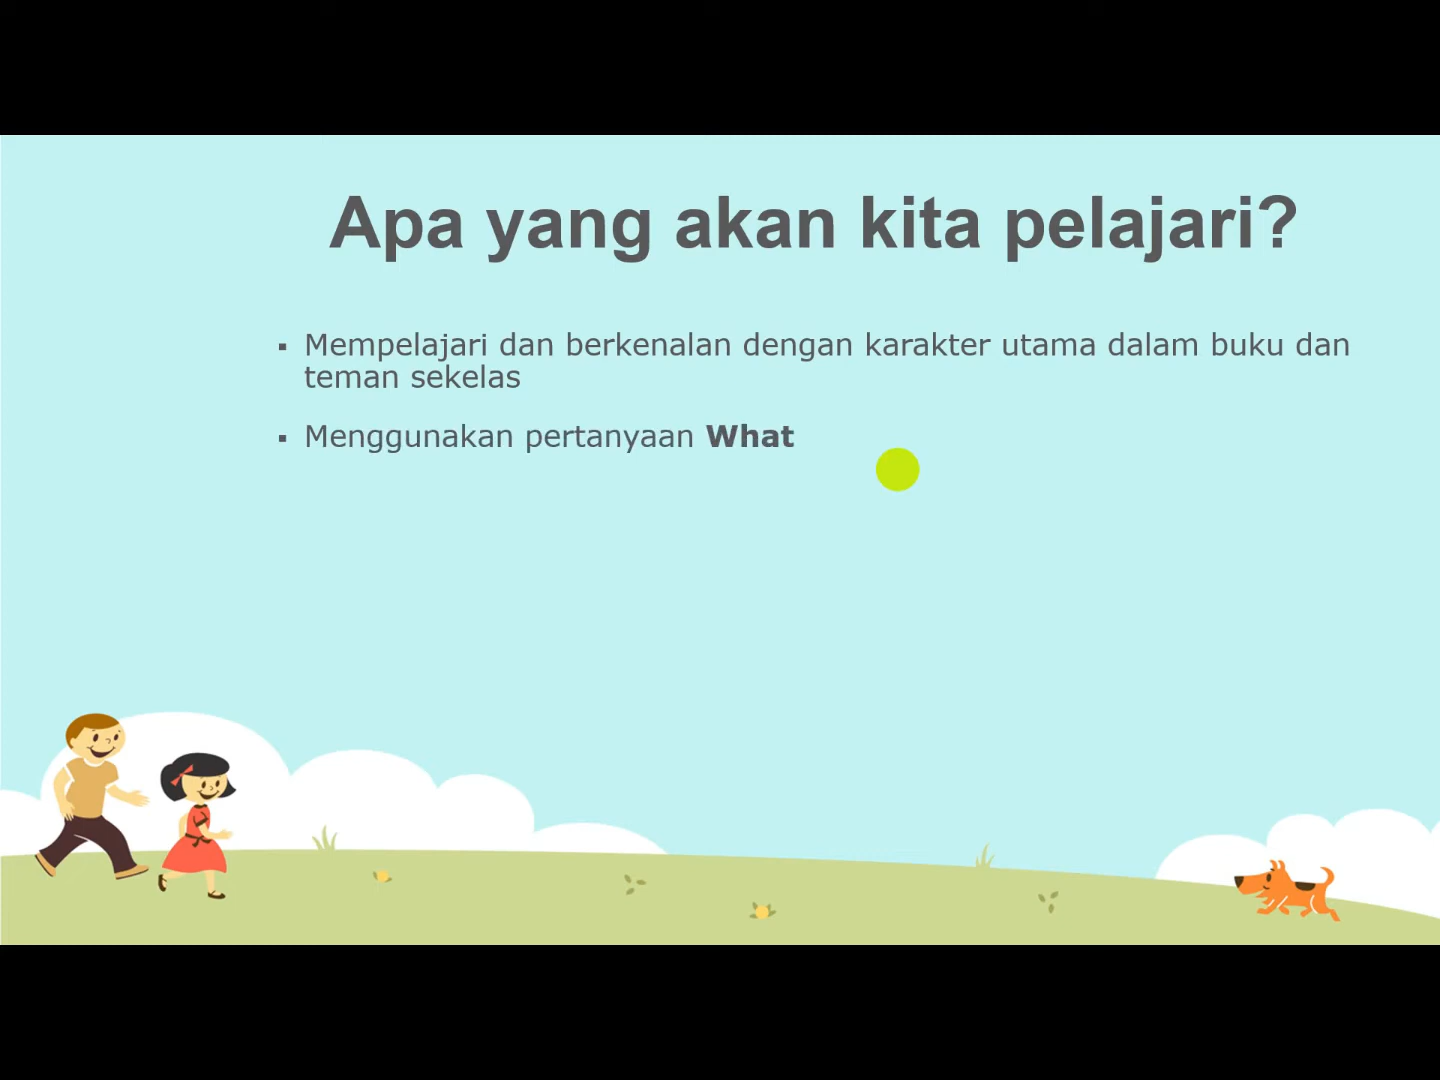 Apa yang akan kita pelajari?
▪ Mempelajari dan berkenalan dengan karakter utama dalam buku dan
teman sekelas
▪ Menggunakan pertanyaan What